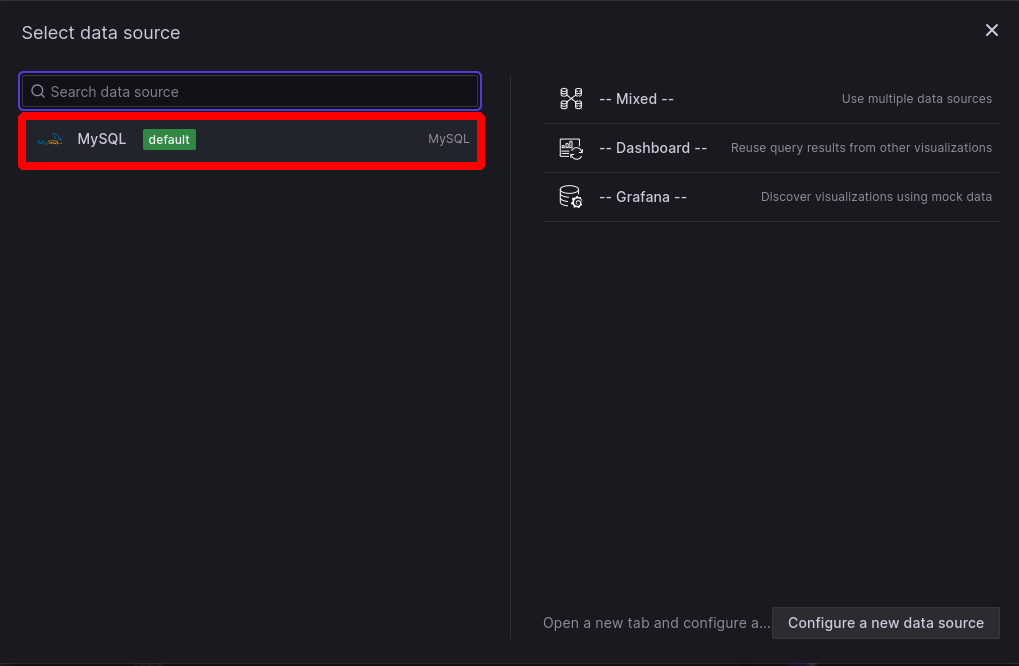 Select data source
Search data source
MySQL default MySQL
-- Mixed -- Use multiple data sources
-- Dashboard -- Reuse query results from other visualizations
-- Grafana -- Discover visualizations using mock data
Open a new tab and configure a... Configure a new data source